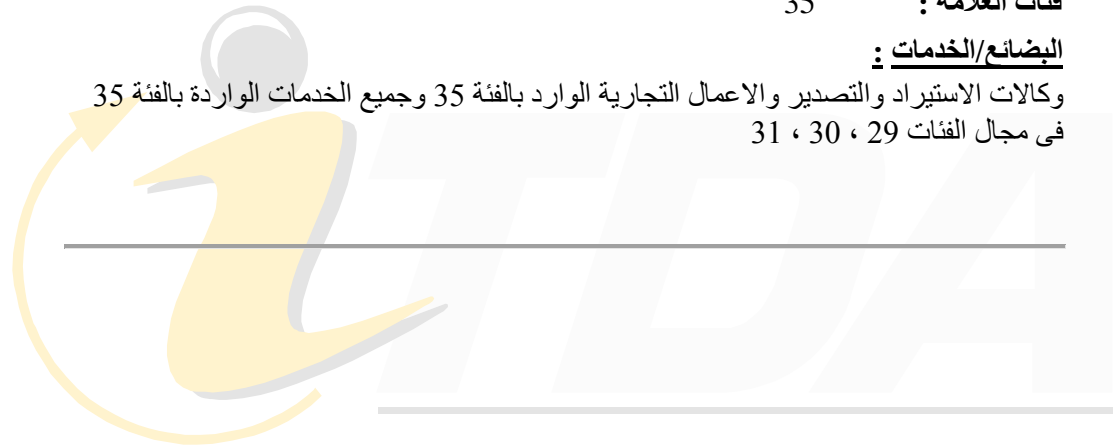 فئات العلامة : 35
البضائع/الخدمات :
وكالات الاستيراد والتصدير والاعمال التجارية الوارد بالفئة 35 وجميع الخدمات الواردة بالفئة 35
فى مجال الفئات 29 ، 30 ، 31
iTDA